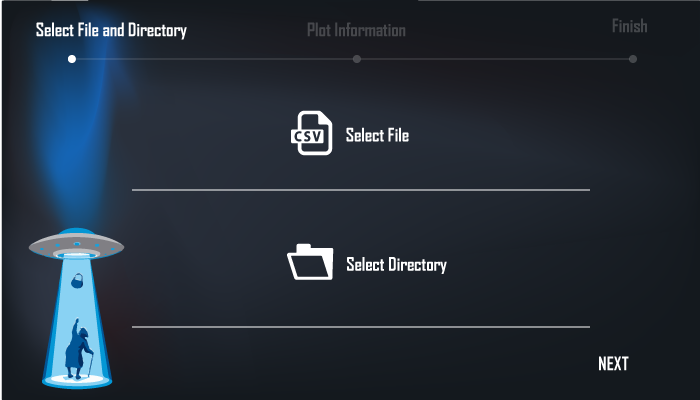 Select File and Directory
Plot Information
Finish
CSV
Select File
Select Directory
NEXT